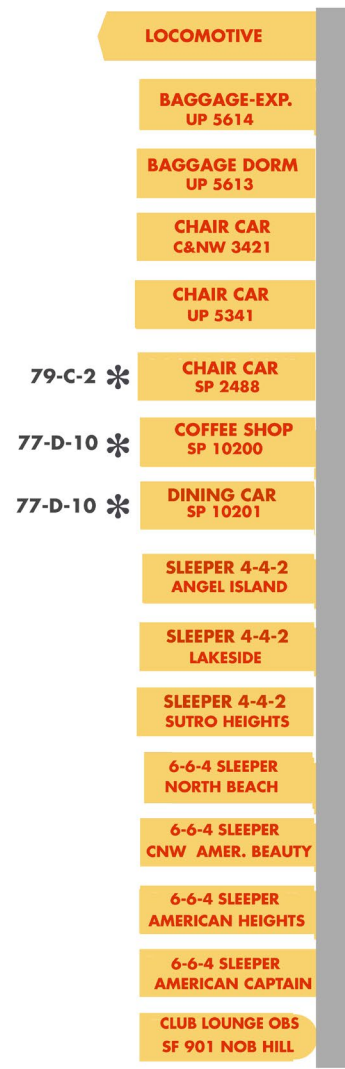 LOCOMOTIVE
BAGGAGE-EXP.
UP 5614
BAGGAGE DORM
UP 5613
CHAIR CAR
C&NW 3421
CHAIR CAR
UP 5341
79-C-2 * CHAIR CAR
SP 2488
77-D-10 * COFFEE SHOP
SP 10200
77-D-10 * DINING CAR
SP 10201
SLEEPER 4-4-2
ANGEL ISLAND
SLEEPER 4-4-2
LAKESIDE
SLEEPER 4-4-2
SUTRO HEIGHTS
6-6-4 SLEEPER
NORTH BEACH
6-6-4 SLEEPER
CNW AMER. BEAUTY
6-6-4 SLEEPER
AMERICAN HEIGHTS
6-6-4 SLEEPER
AMERICAN CAPTAIN
CLUB LOUNGE OBS
SF 901 NOB HILL